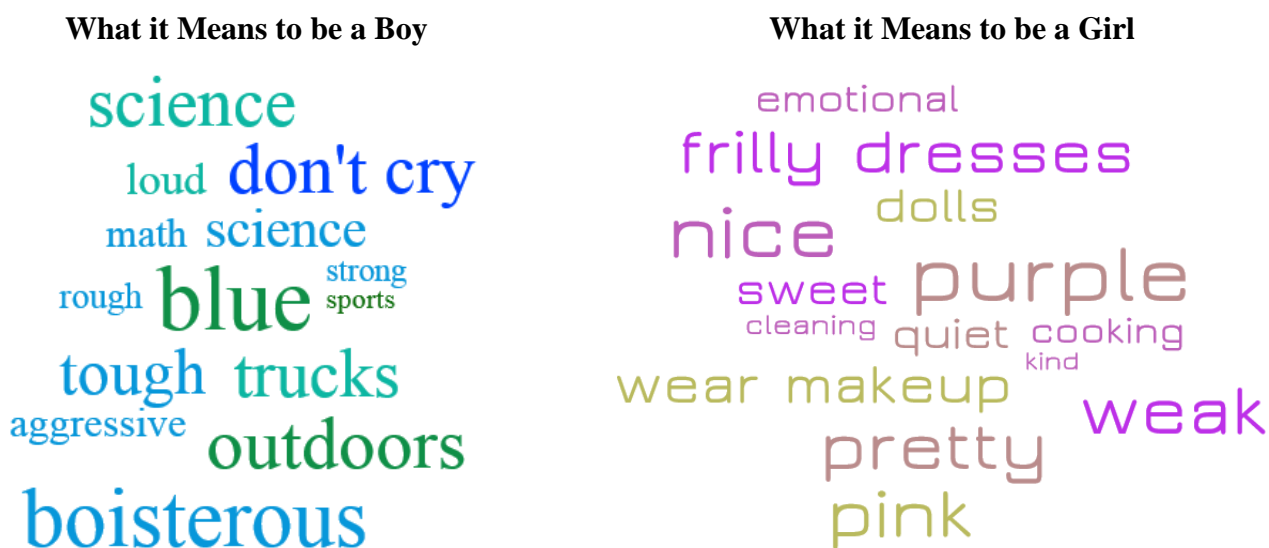 What it Means to be a Boy
science
loud don't cry
math science
strong
rough blue sports
tough trucks
aggressive
outdoors
boisterous
What it Means to be a Girl
emotional
frilly dresses
dolls
nice
purple
sweet
cleaning quiet cooking
kind
wear makeup
weak
pretty
pink